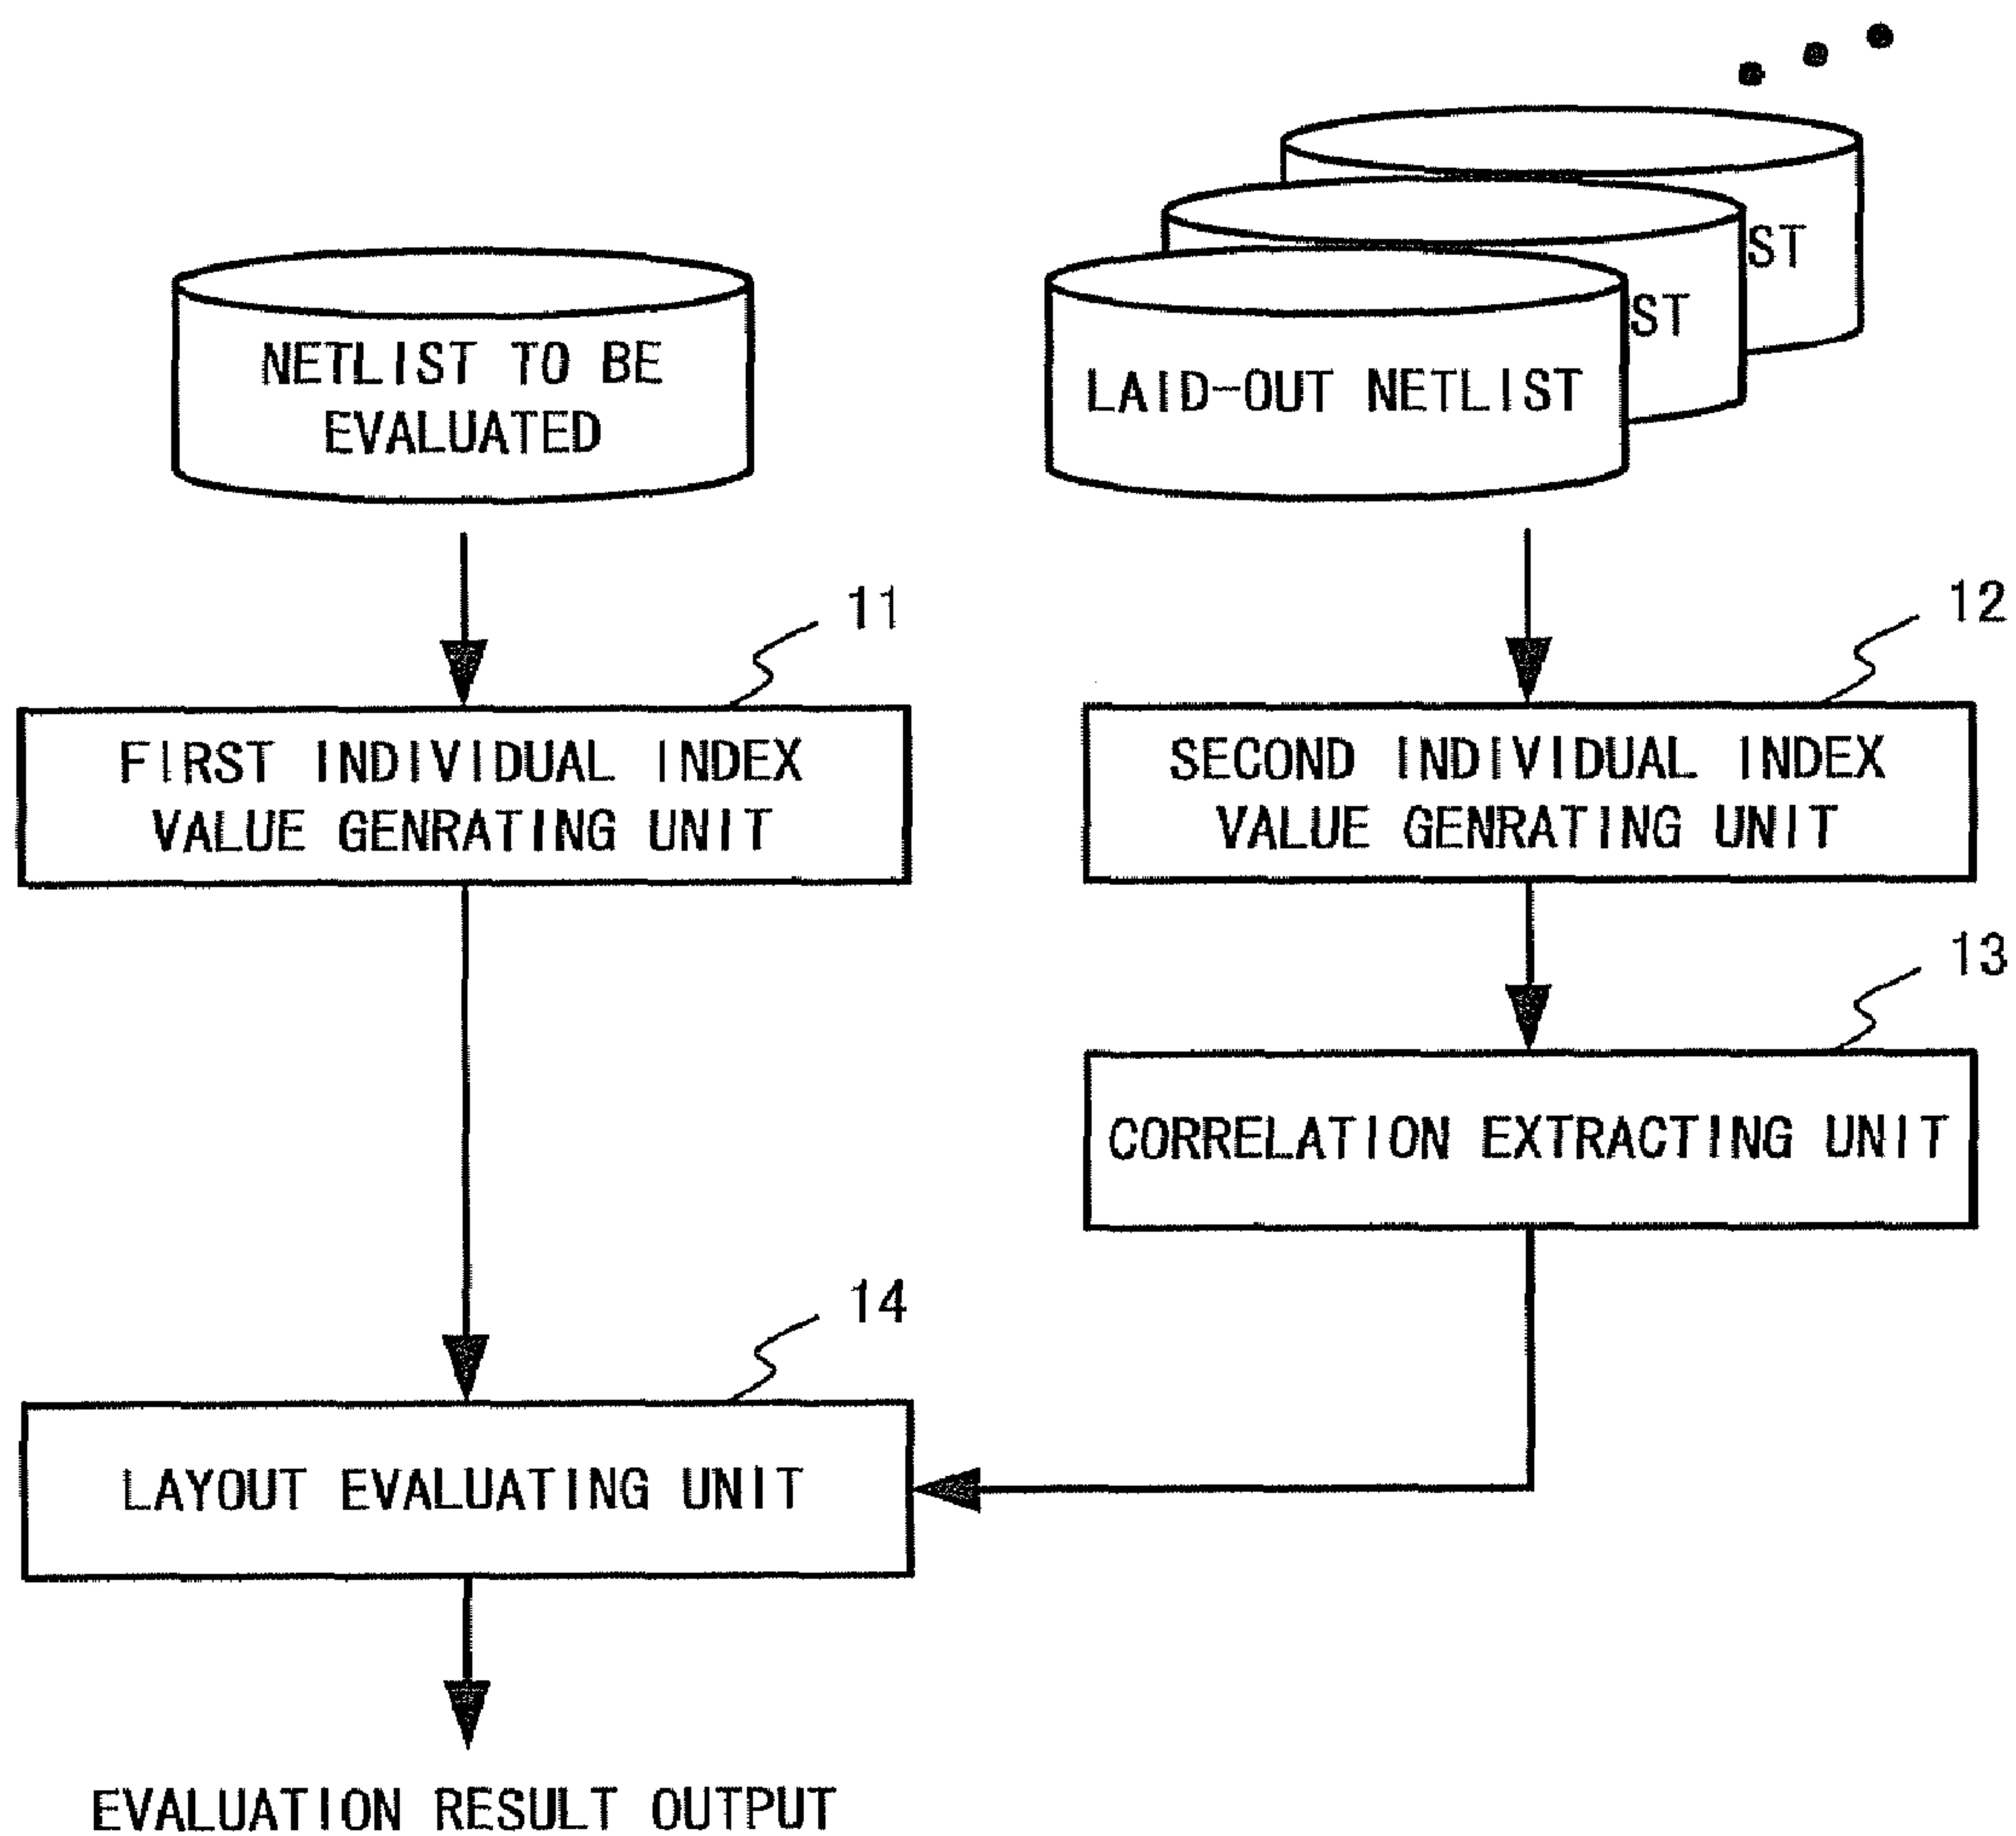 ST
ST
NETLIST TO BE
EVALUATED
LAID-OUT NETLIST
11
12
FIRST INDIVIDUAL INDEX
VALUE GENRATING UNIT
SECOND INDIVIDUAL INDEX
VALUE GENRATING UNIT
13
CORRELATION EXTRACTING UNIT
14
LAYOUT EVALUATING UNIT
EVALUATION RESULT OUTPUT